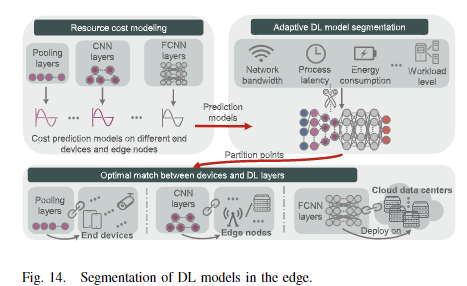 Resource cost modeling
Pooling
layers
CNN
layers
FCNN
layers
Cost prediction models on different end
devices and edge nodes
Prediction
models
Adaptive DL model segmentation
Network
bandwidth
Process
latency
Energy
consumption
Workload
level
Partition points
Optimal match between devices and DL layers
Pooling
layers
End devices
CNN
layers
Edge nodes
FCNN
layers
Cloud data centers
Deploy on
Fig. 14. Segmentation of DL models in the edge.